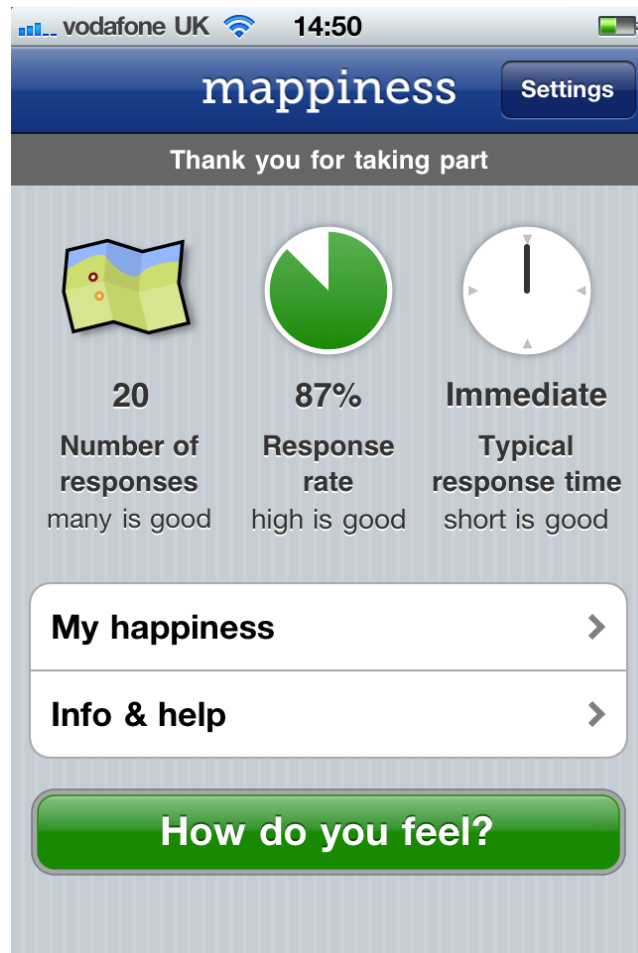 vodafone UK 14:50
mappiness Settings
Thank you for taking part
20 87% Immediate
Number of Response Typical
responses rate response time
many is good high is good short is good
My happiness
Info & help
How do you feel?